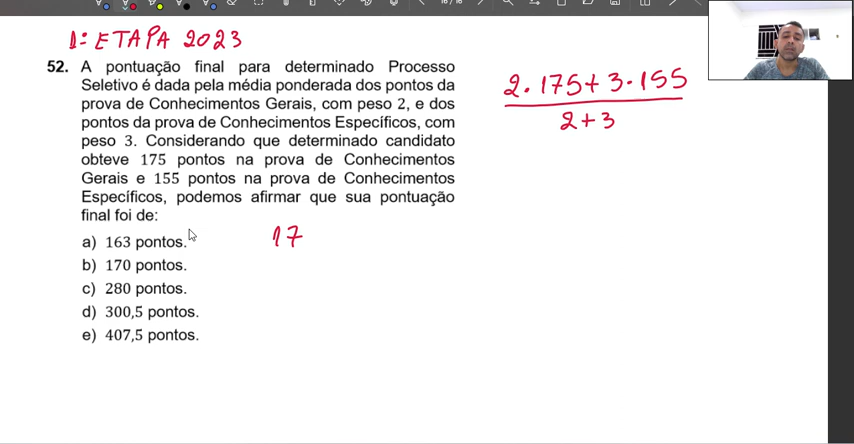 16/16
1ª ETAPA 2023
52. A pontuação final para determinado Processo
Seletivo é dada pela média ponderada dos pontos da
prova de Conhecimentos Gerais, com peso 2, e dos
pontos da prova de Conhecimentos Específicos, com
peso 3. Considerando que determinado candidato
obteve 175 pontos na prova de Conhecimentos
Gerais e 155 pontos na prova de Conhecimentos
Específicos, podemos afirmar que sua pontuação
final foi de:
a) 163 pontos.
b) 170 pontos.
c) 280 pontos.
d) 300,5 pontos.
e) 407,5 pontos.
17
2·175+3·155
2+3